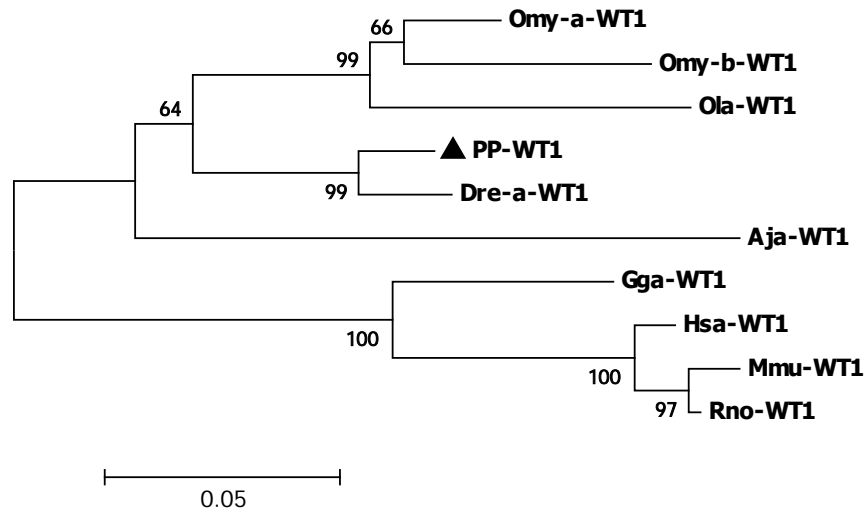 Omy-a-WT1
66
Omy-b-WT1
99
Ola-WT1
64
PP-WT1
99
Dre-a-WT1
Aja-WT1
Gga-WT1
100
Hsa-WT1
100
Mmu-WT1
97
Rno-WT1
0.05